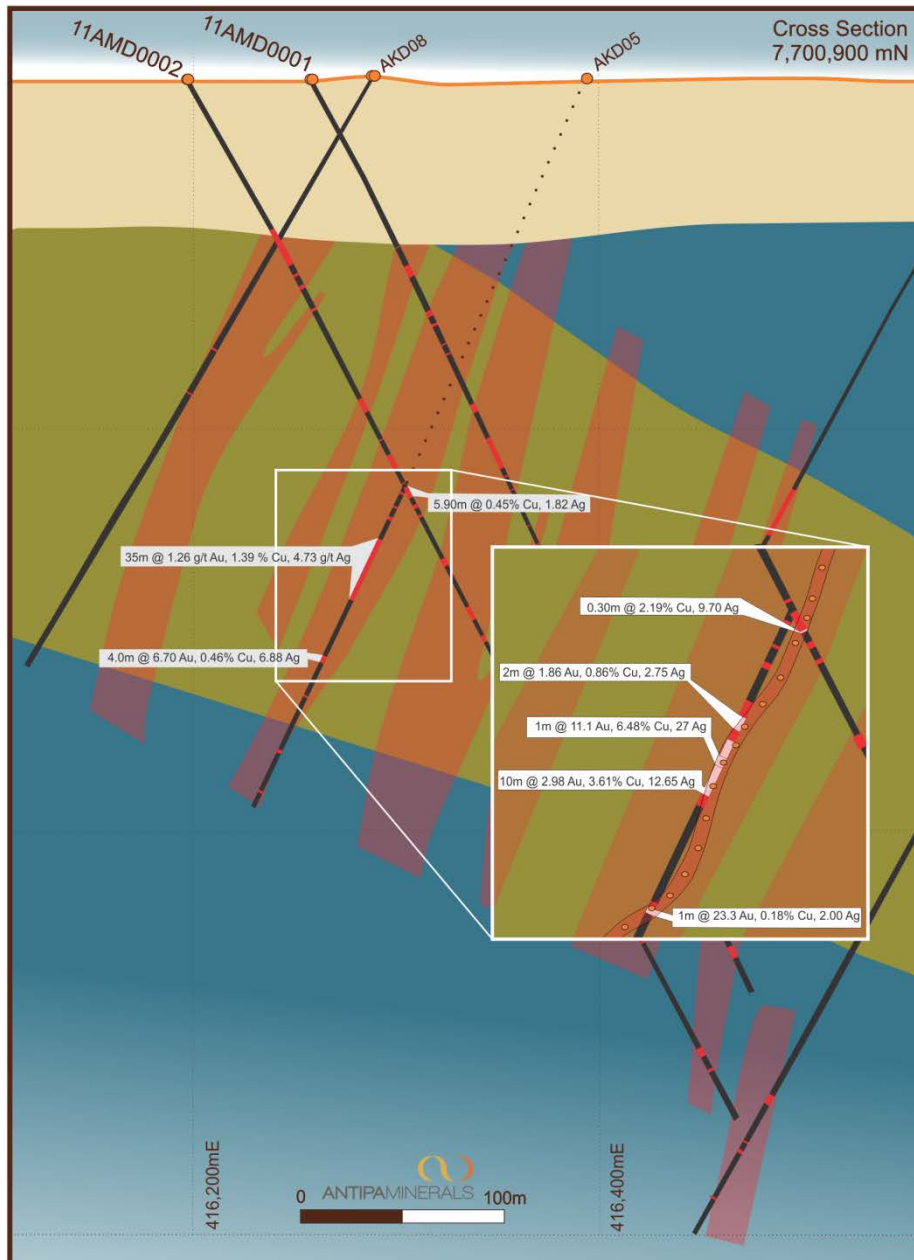 Cross Section
7,700,900 mN
11AMD0002
11AMD0001
AKD08
AKD05
5.90m @ 0.45% Cu, 1.82 Ag
35m @ 1.26 g/t Au, 1.39 % Cu, 4.73 g/t Ag
4.0m @ 6.70 Au, 0.46% Cu, 6.88 Ag
0.30m @ 2.19% Cu, 9.70 Ag
2m @ 1.86 Au, 0.86% Cu, 2.75 Ag
1m @ 11.1 Au, 6.48% Cu, 27 Ag
10m @ 2.98 Au, 3.61% Cu, 12.65 Ag
1m @ 23.3 Au, 0.18% Cu, 2.00 Ag
416,200mE
416,400mE
ANTIPAMINERALS
0 100m